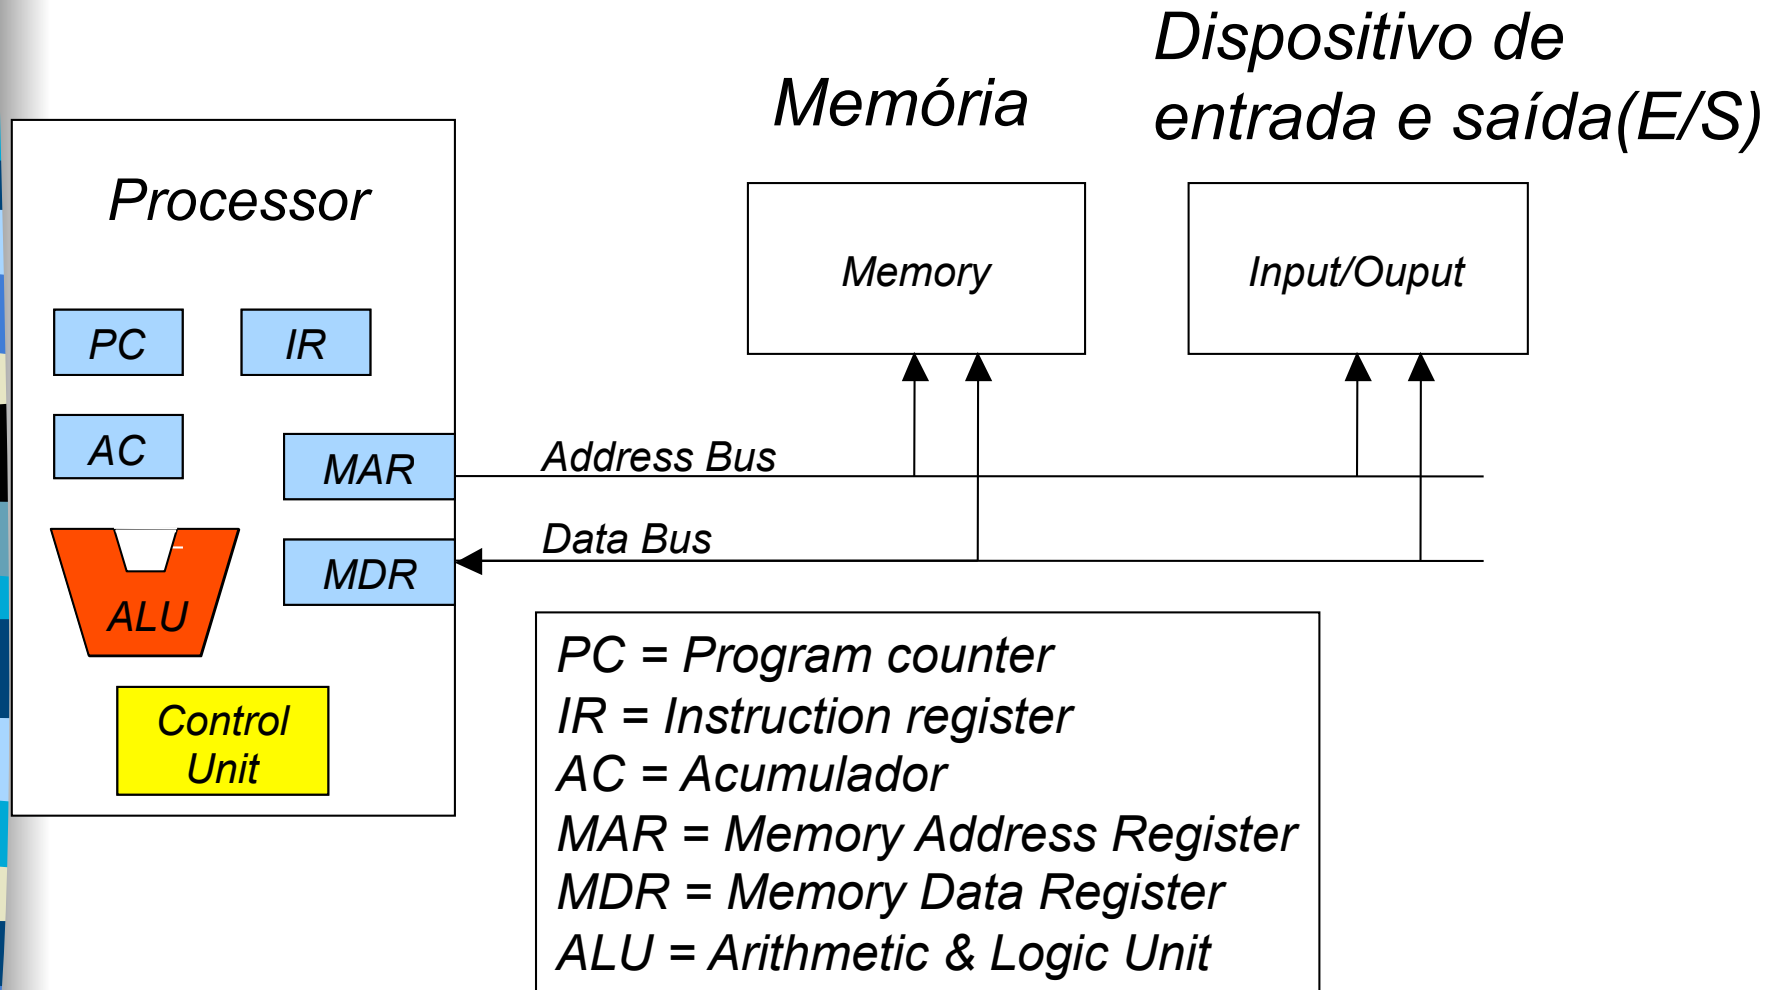 Dispositivo de
entrada e saída(E/S)
Memória
Processor
Memory
Input/Ouput
PC
IR
AC
MAR
Address Bus
MDR
Data Bus
ALU
Control
Unit
PC = Program counter
IR = Instruction register
AC = Acumulador
MAR = Memory Address Register
MDR = Memory Data Register
ALU = Arithmetic & Logic Unit